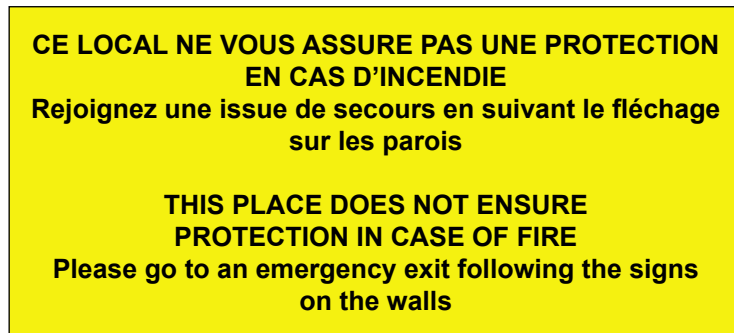 CE LOCAL NE VOUS ASSURE PAS UNE PROTECTION
EN CAS D’INCENDIE
Rejoignez une issue de secours en suivant le fléchage
sur les parois
THIS PLACE DOES NOT ENSURE
PROTECTION IN CASE OF FIRE
Please go to an emergency exit following the signs
on the walls